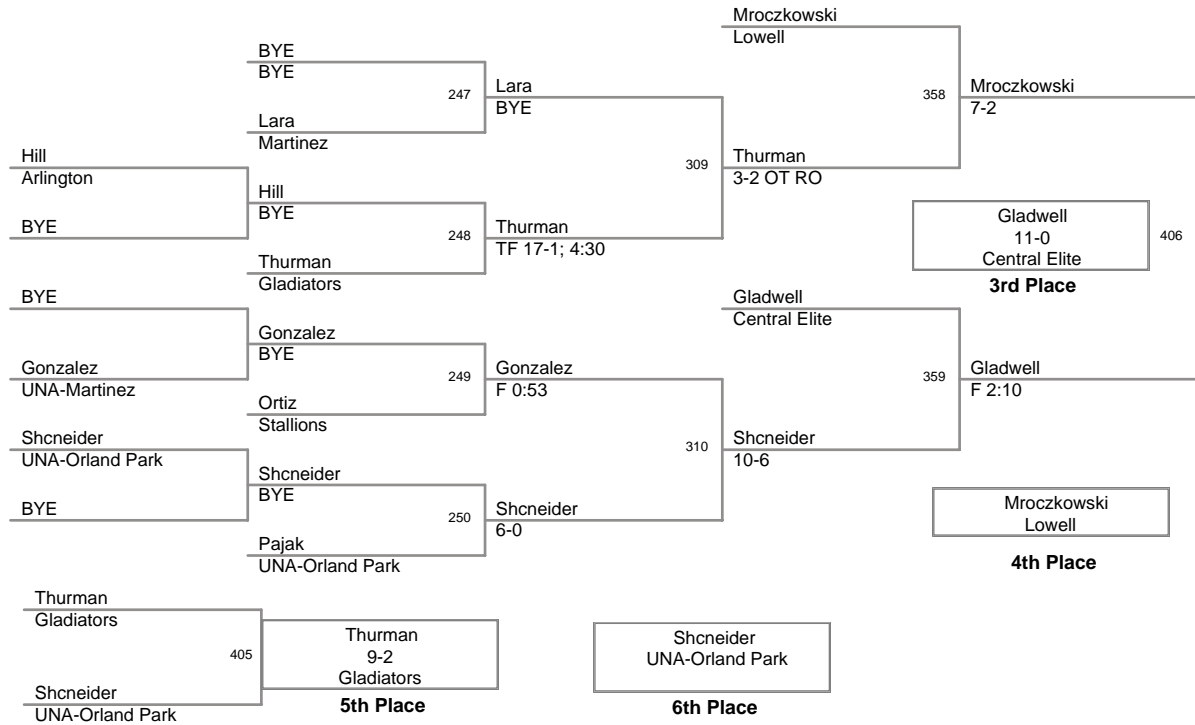 Mroczkowski
Lowell
BYE
BYE
247
Lara
BYE
358
Mroczkowski
7-2
Lara
Martinez
Hill
Arlington
309
Thurman
3-2 OT RO
Hill
BYE
BYE
248
Thurman
TF 17-1; 4:30
Gladwell
11-0
Central Elite
406
3rd Place
Thurman
Gladiators
BYE
Gladwell
Central Elite
Gonzalez
BYE
Gonzalez
UNA-Martinez
249
Gonzalez
F 0:53
359
Gladwell
F 2:10
Ortiz
Stallions
Shcneider
UNA-Orland Park
310
Shcneider
10-6
Shcneider
BYE
BYE
250
Shcneider
6-0
Mroczkowski
Lowell
4th Place
Pajak
UNA-Orland Park
Thurman
Gladiators
405
Thurman
9-2
Gladiators
5th Place
Shcneider
UNA-Orland Park
6th Place
Shcneider
UNA-Orland Park